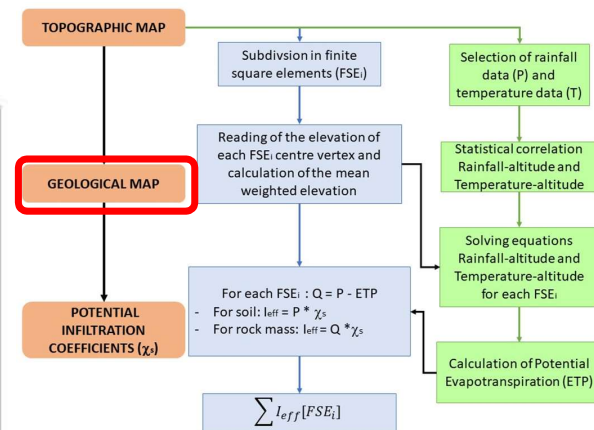 TOPOGRAPHIC MAP
Subdivsion in finite
square elements (FSEᵢ)
Selection of rainfall
data (P) and
temperature data (T)
Reading of the elevation of
each FSEᵢ centre vertex and
calculation of the mean
weighted elevation
Statistical correlation
Rainfall-altitude and
Temperature-altitude
GEOLOGICAL MAP
Solving equations
Rainfall-altitude and
Temperature-altitude
for each FSEᵢ
For each FSEᵢ : Q = P - ETP
- For soil: Iₑff = P * χₛ
- For rock mass: Iₑff = Q *χₛ
POTENTIAL
INFILTRATION
COEFFICIENTS (χₛ)
Calculation of Potential
Evapotranspiration (ETP)
∑ I_eff[FSEᵢ]